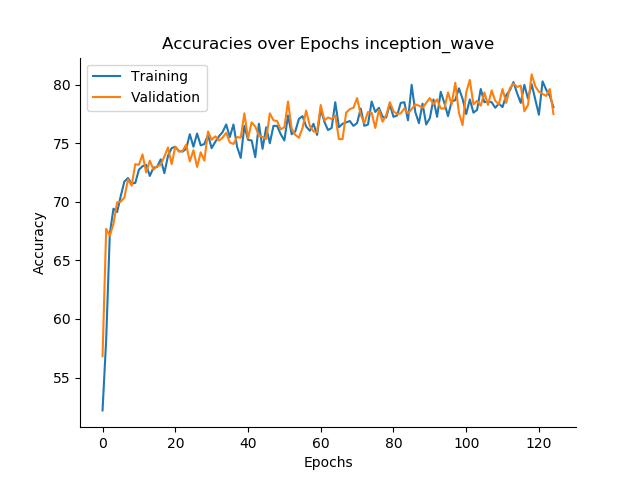 Accuracies over Epochs inception_wave
Training
Validation
80
75
70
65
60
55
Accuracy
0 20 40 60 80 100 120
Epochs